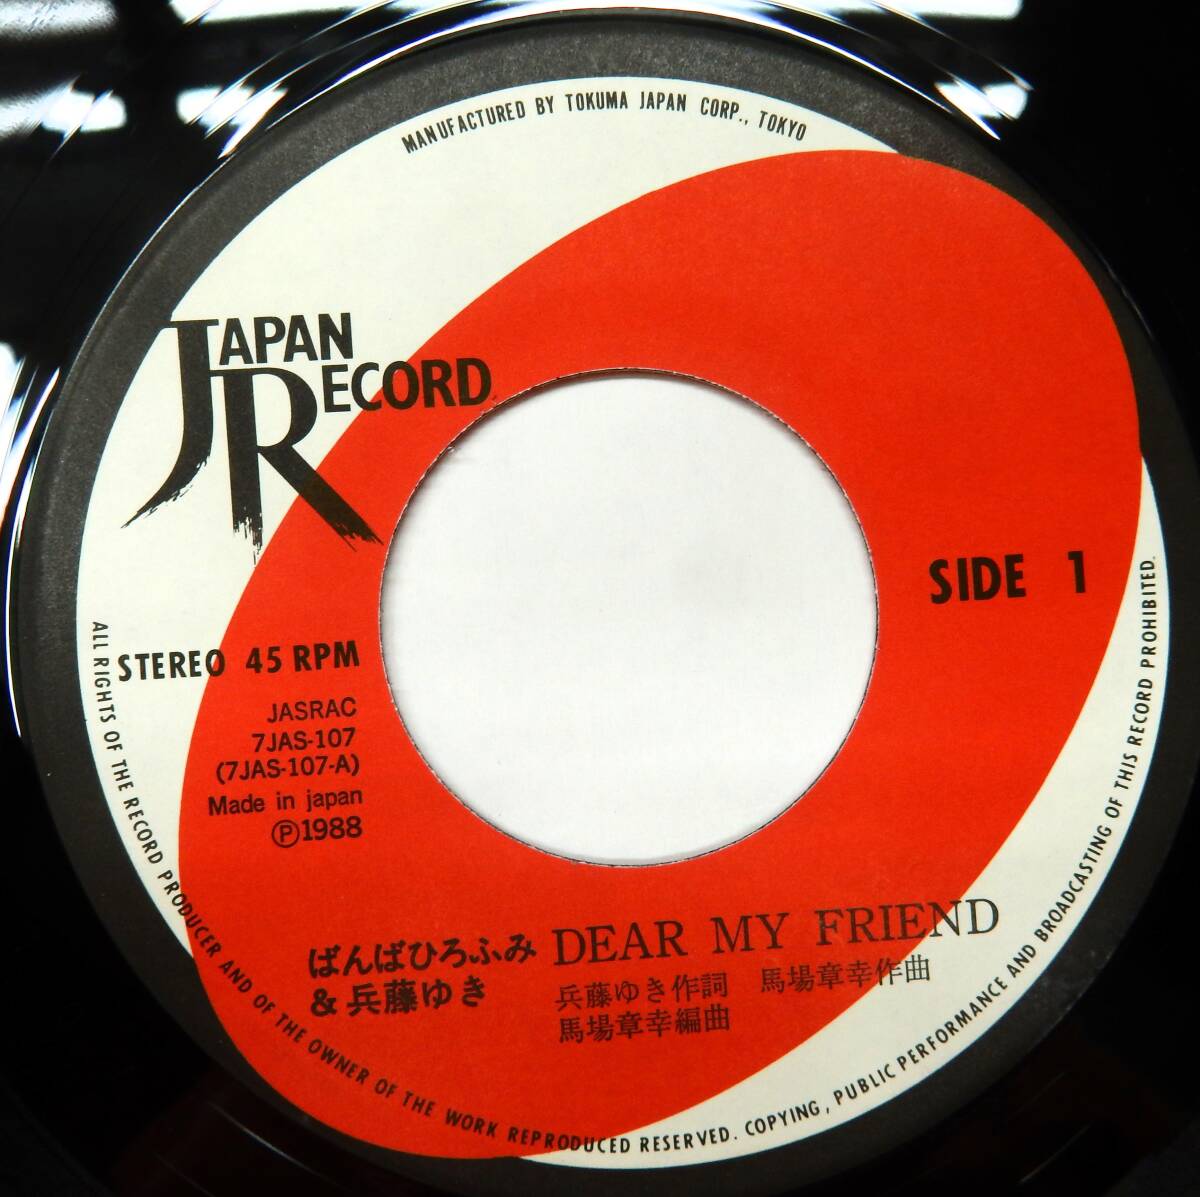 MANUFACTURED BY TOKUMA JAPAN CORP., TOKYO
JAPAN
RECORD
SIDE 1
STEREO 45 RPM
JASRAC
7JAS-107
(7JAS-107-A)
Made in japan
Ⓟ1988
ばんばひろふみ
&兵藤ゆき
DEAR MY FRIEND
兵藤ゆき作詞 馬場章幸作曲
馬場章幸編曲
ALL RIGHTS OF THE RECORD PRODUCER AND OF THE OWNER OF THE WORK REPRODUCED RESERVED. COPYING, PUBLIC PERFORMANCE AND BROADCASTING OF THIS RECORD PROHIBITED.